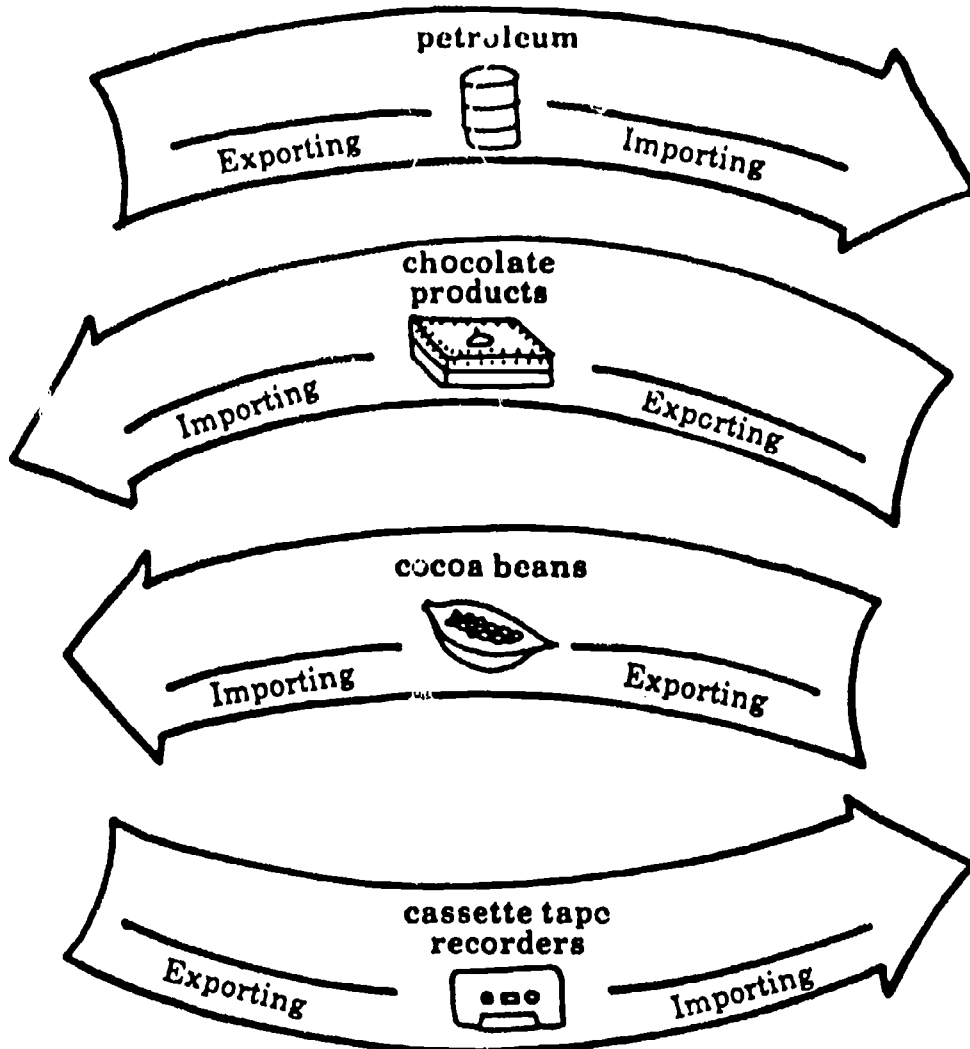 petroleum
Exporting Importing
chocolate
products
Importing Exporting
cocoa beans
Importing Exporting
cassette tape
recorders
Exporting Importing